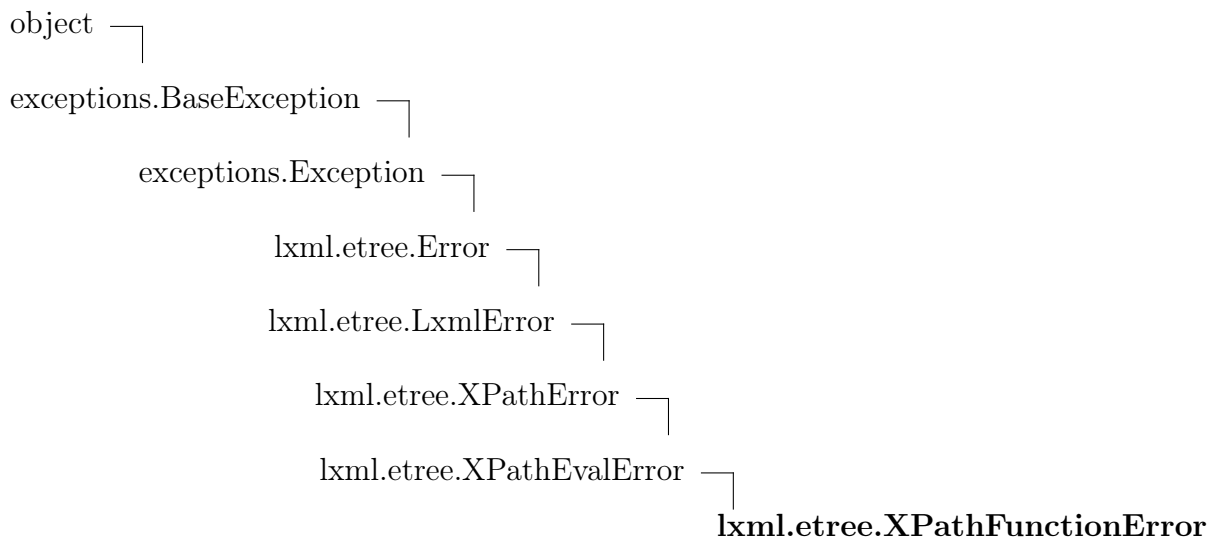 object
exceptions.BaseException
exceptions.Exception
lxml.etree.Error
lxml.etree.LxmlError
lxml.etree.XPathError
lxml.etree.XPathEvalError
lxml.etree.XPathFunctionError